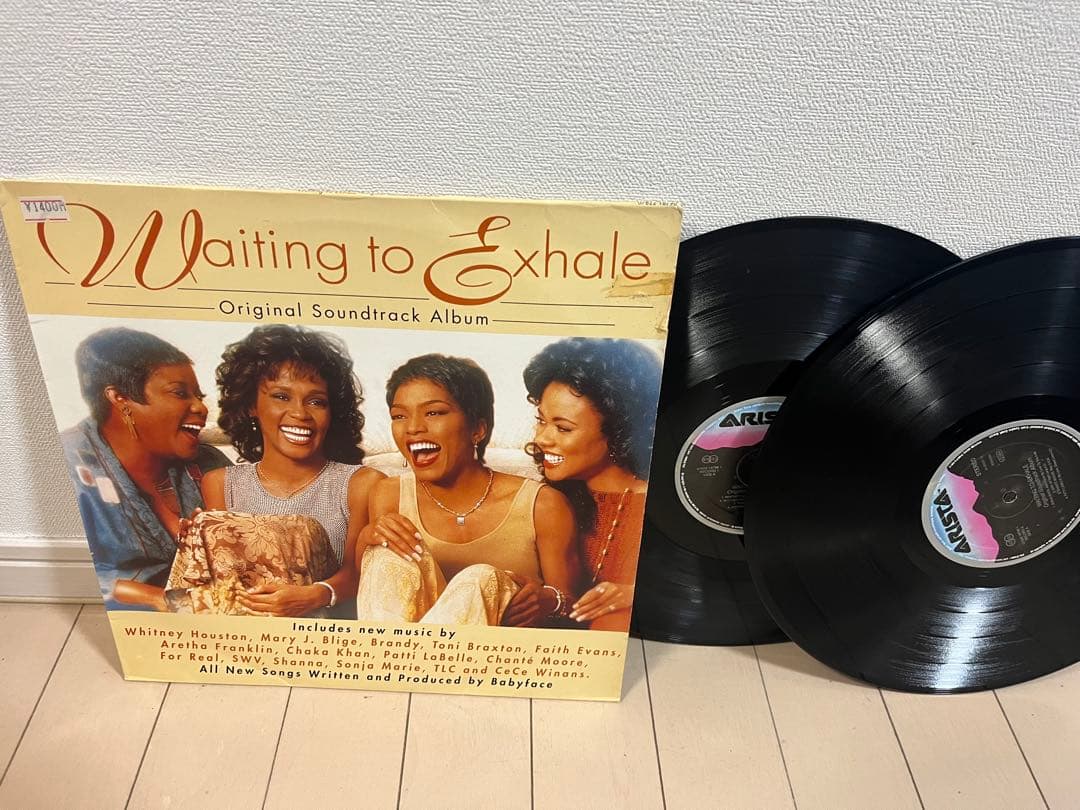 ¥1400
Waiting to Exhale
Original Soundtrack Album
Includes new music by
Whitney Houston, Mary J. Blige, Brandy, Toni Braxton, Faith Evans,
Aretha Franklin, Chaka Khan, Patti LaBelle, Chanté Moore,
For Real, SWV, Shanna, Sonja Marie, TLC and CeCe Winans.
All New Songs Written and Produced by Babyface
ARIS
ARISTA